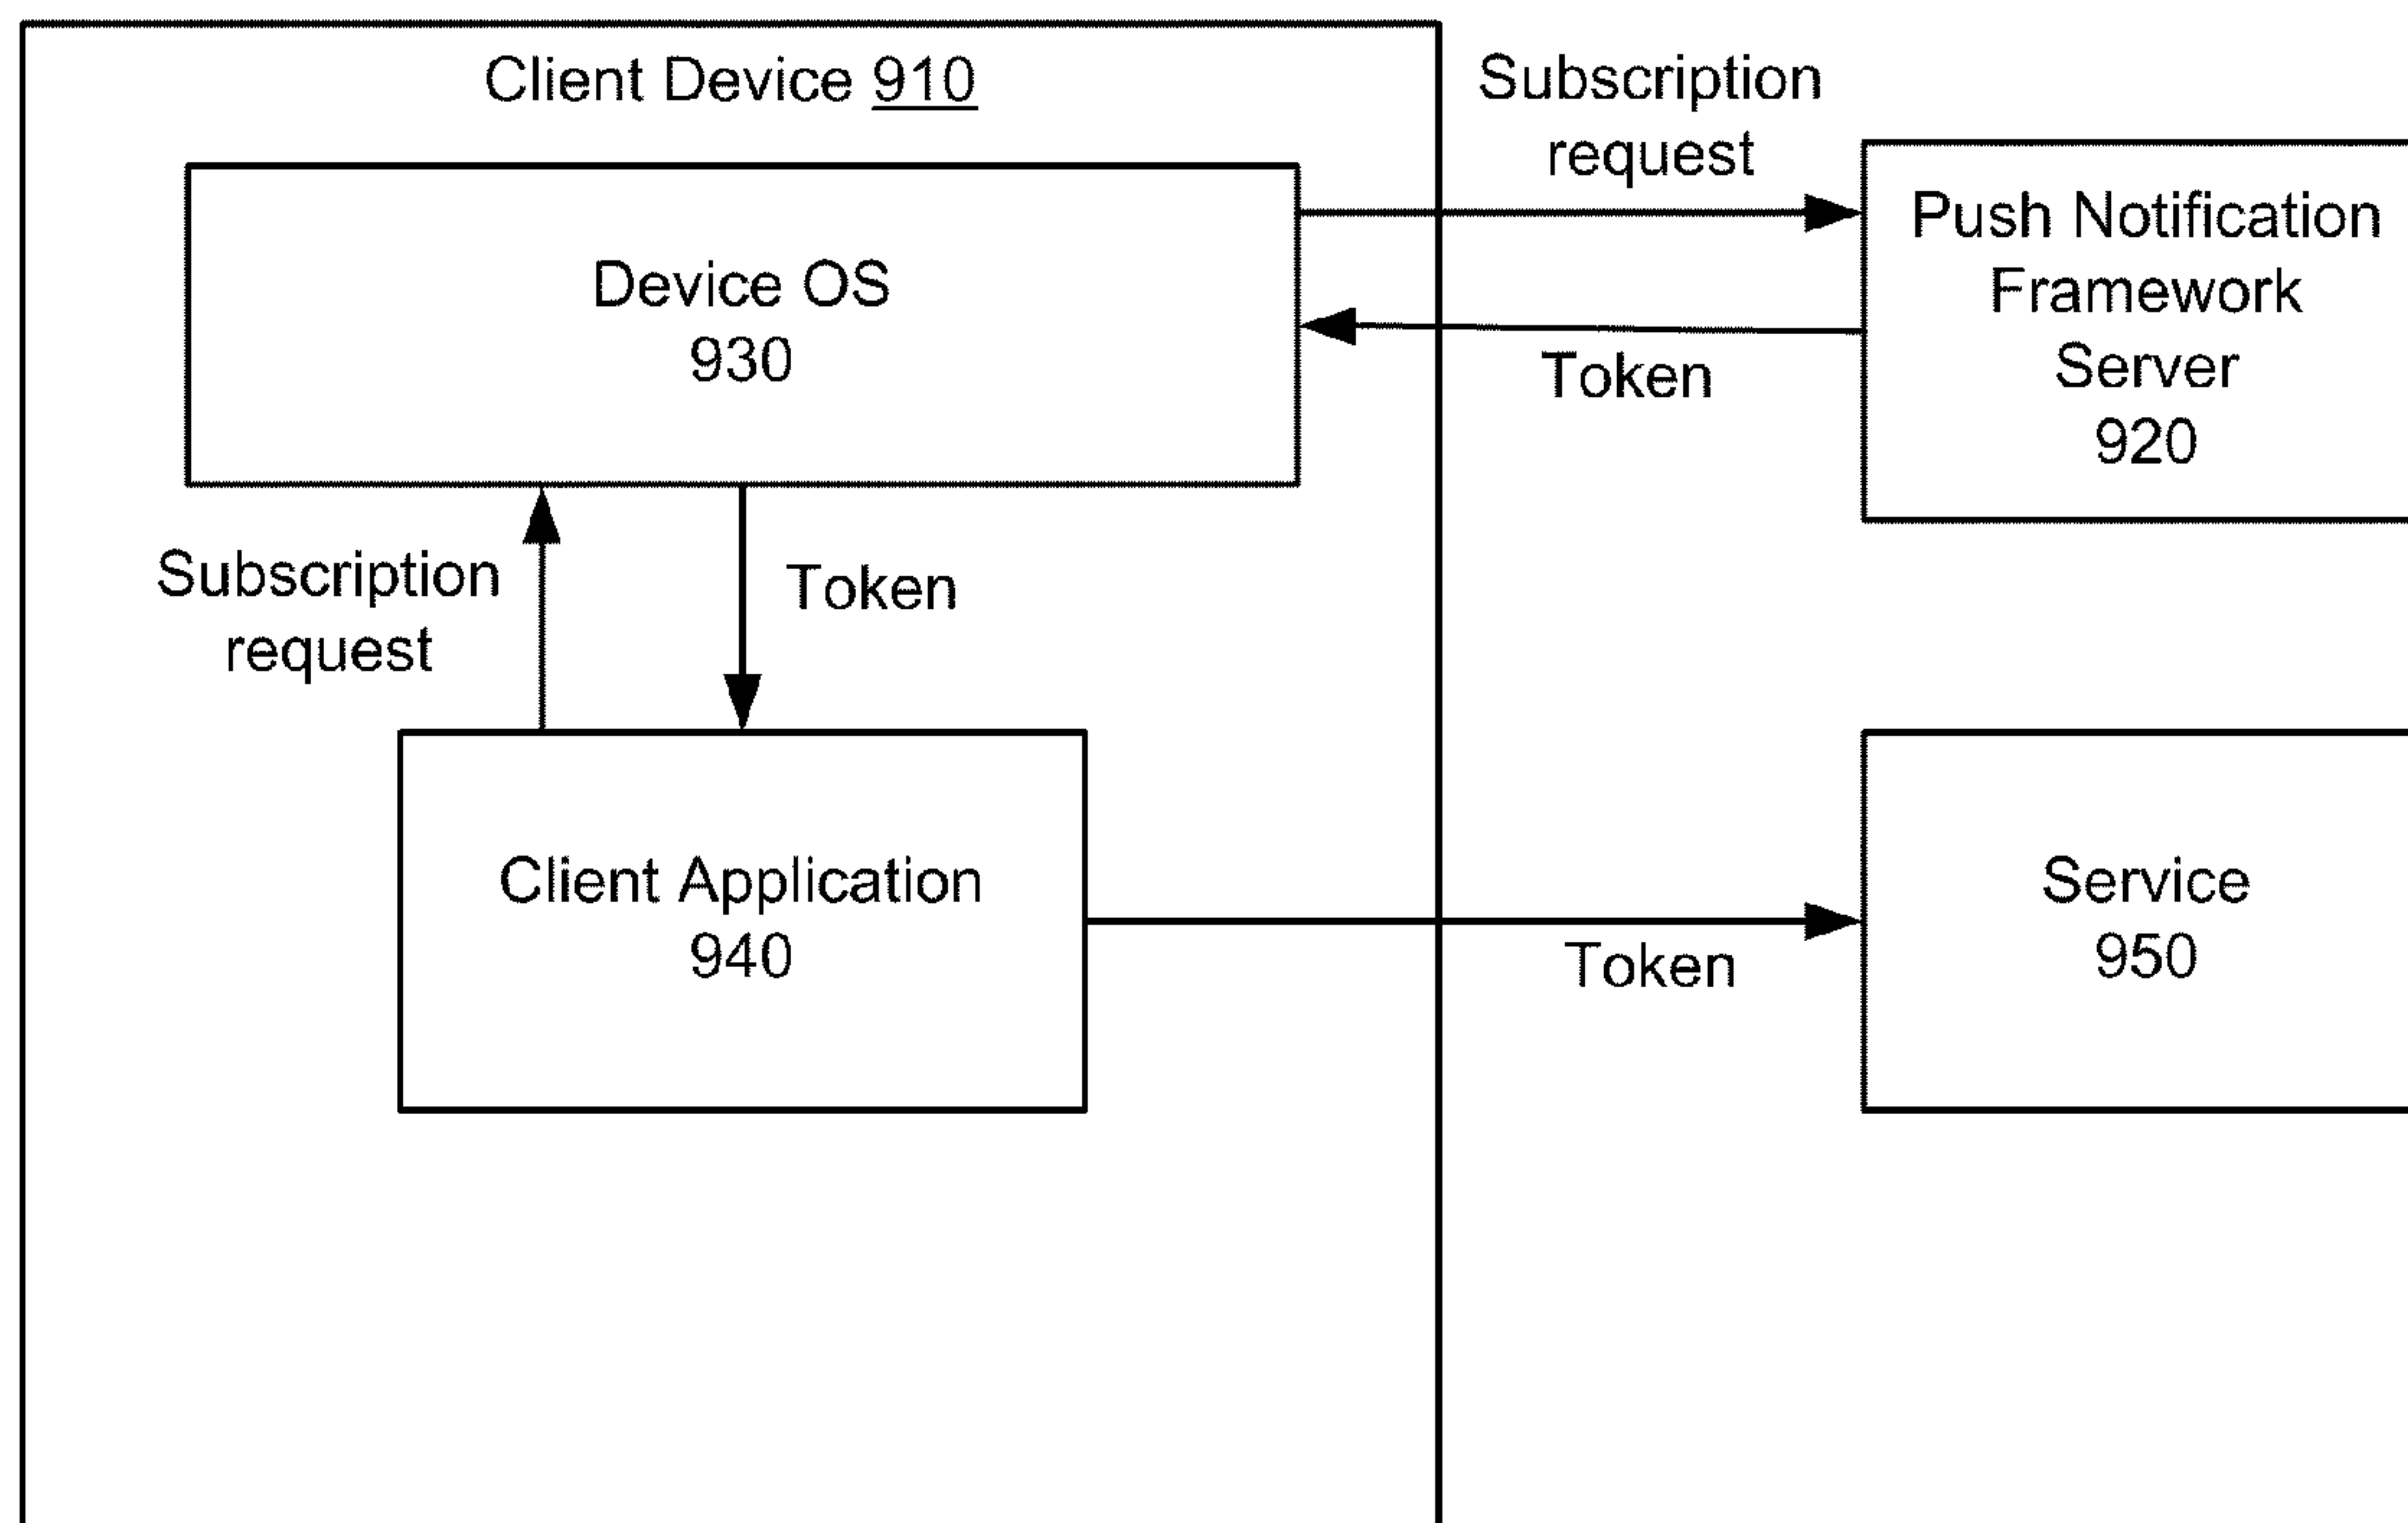 Client Device 910
Subscription
request
Push Notification
Framework
Server
920
Device OS
930
Token
Subscription
request
Token
Client Application
940
Service
950
Token